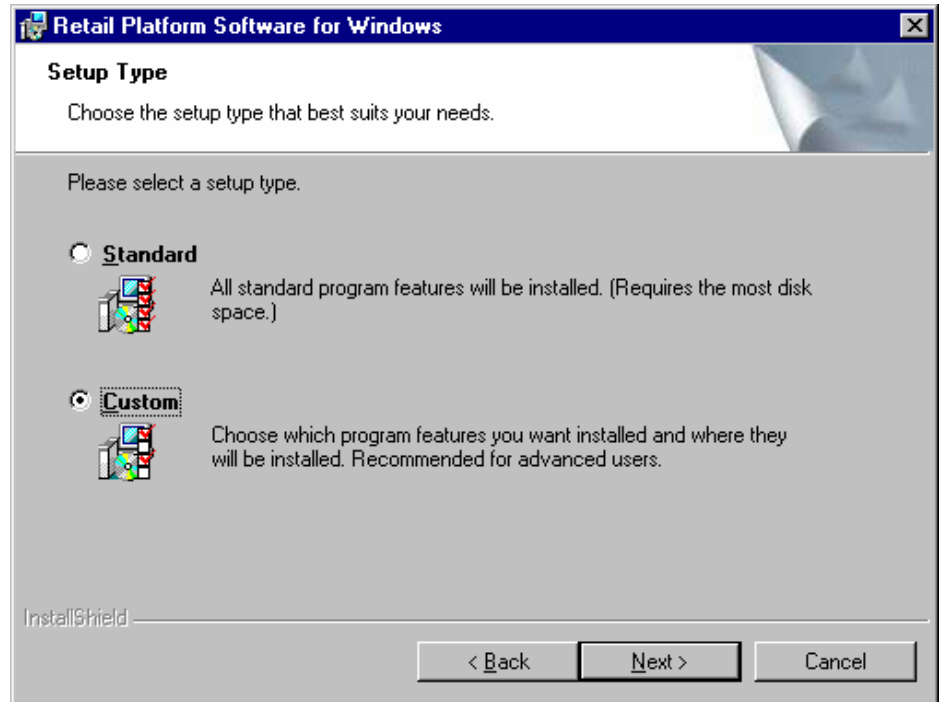 Retail Platform Software for Windows
Setup Type
Choose the setup type that best suits your needs.
Please select a setup type.
Standard
All standard program features will be installed. (Requires the most disk
space.)
Custom
Choose which program features you want installed and where they
will be installed. Recommended for advanced users.
InstallShield
< Back
Next >
Cancel